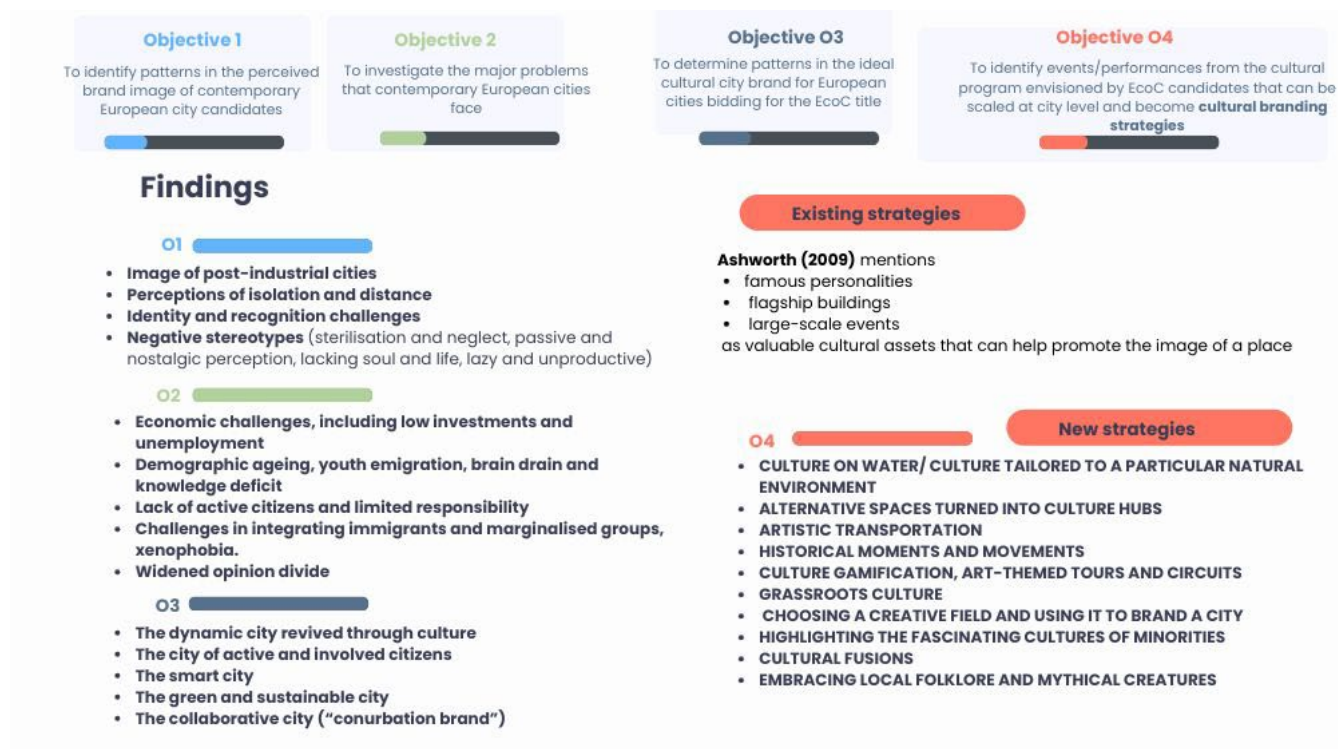 Objective 1
To identify patterns in the perceived
brand image of contemporary
European city candidates
Objective 2
To investigate the major problems
that contemporary European cities
face
Objective O3
To determine patterns in the ideal
cultural city brand for European
cities bidding for the EcoC title
Objective O4
To identify events/performances from the cultural
program envisioned by EcoC candidates that can be
scaled at city level and become cultural branding
strategies
Findings
O1
• Image of post-industrial cities
• Perceptions of isolation and distance
• Identity and recognition challenges
• Negative stereotypes (sterilisation and neglect, passive and
nostalgic perception, lacking soul and life, lazy and unproductive)
O2
• Economic challenges, including low investments and
unemployment
• Demographic ageing, youth emigration, brain drain and
knowledge deficit
• Lack of active citizens and limited responsibility
• Challenges in integrating immigrants and marginalised groups,
xenophobia.
• Widened opinion divide
O3
• The dynamic city revived through culture
• The city of active and involved citizens
• The smart city
• The green and sustainable city
• The collaborative city (“conurbation brand”)
Existing strategies
Ashworth (2009) mentions
• famous personalities
• flagship buildings
• large-scale events
as valuable cultural assets that can help promote the image of a place
New strategies
O4
• CULTURE ON WATER/ CULTURE TAILORED TO A PARTICULAR NATURAL
ENVIRONMENT
• ALTERNATIVE SPACES TURNED INTO CULTURE HUBS
• ARTISTIC TRANSPORTATION
• HISTORICAL MOMENTS AND MOVEMENTS
• CULTURE GAMIFICATION, ART-THEMED TOURS AND CIRCUITS
• GRASSROOTS CULTURE
• CHOOSING A CREATIVE FIELD AND USING IT TO BRAND A CITY
• HIGHLIGHTING THE FASCINATING CULTURES OF MINORITIES
• CULTURAL FUSIONS
• EMBRACING LOCAL FOLKLORE AND MYTHICAL CREATURES